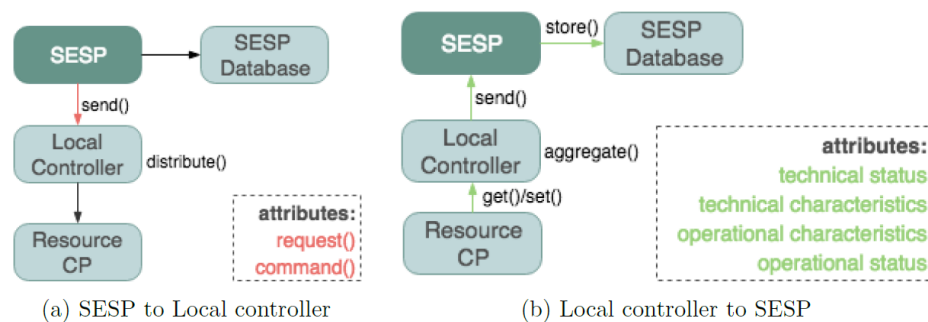 SESP
SESP
Database
send()
Local
Controller
distribute()
Resource
CP
attributes:
request()
command()
(a) SESP to Local controller
SESP
store()
SESP
Database
send()
Local
Controller
aggregate()
get()/set()
Resource
CP
attributes:
technical status
technical characteristics
operational characteristics
operational status
(b) Local controller to SESP